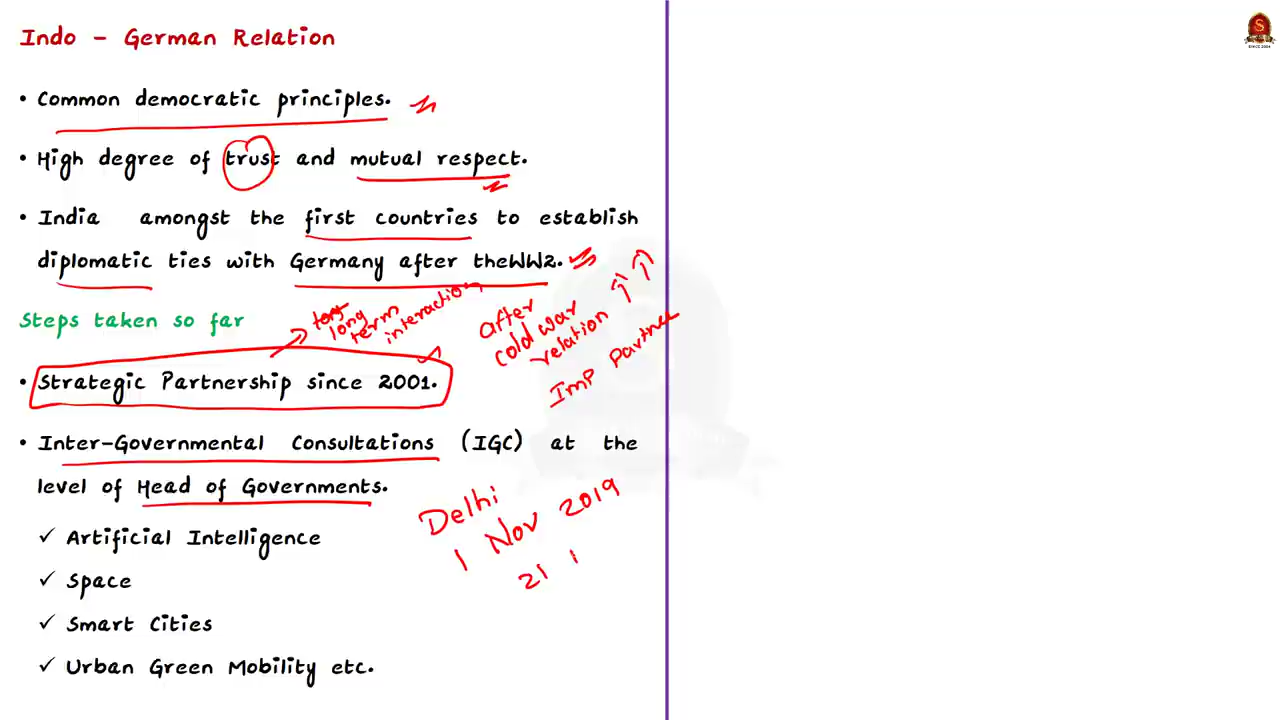 Indo - German Relation
• Common democratic principles.
• High degree of trust and mutual respect.
• India amongst the first countries to establish
diplomatic ties with Germany after theWW2.
Steps taken so far
long
term
interaction
after
cold war
relation
Imp Partner
• Strategic Partnership since 2001.
• Inter-Governmental Consultations (IGC) at the
level of Head of Governments.
Delhi
1 Nov 2019
21
✓ Artificial Intelligence
✓ Space
✓ Smart Cities
✓ Urban Green Mobility etc.
S
SINCE 2004